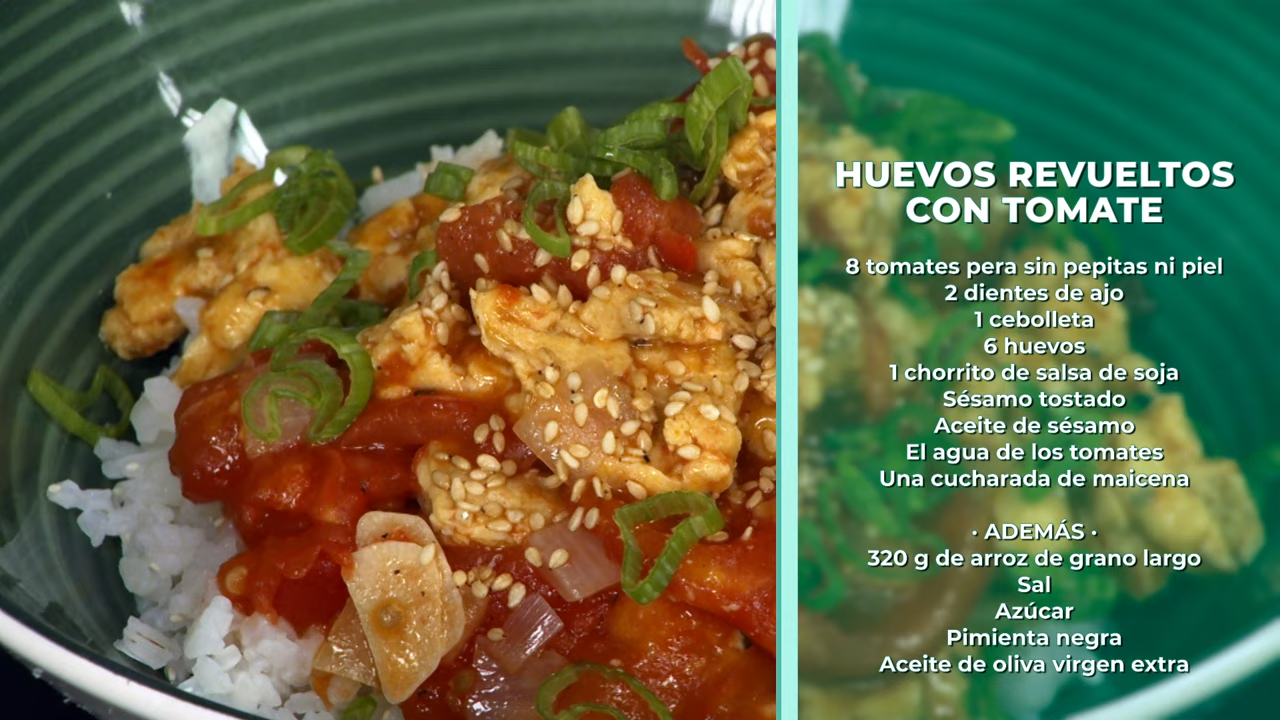 HUEVOS REVUELTOS
CON TOMATE
8 tomates pera sin pepitas ni piel
2 dientes de ajo
1 cebolleta
6 huevos
1 chorrito de salsa de soja
Sésamo tostado
Aceite de sésamo
El agua de los tomates
Una cucharada de maicena
· ADEMÁS ·
320 g de arroz de grano largo
Sal
Azúcar
Pimienta negra
Aceite de oliva virgen extra